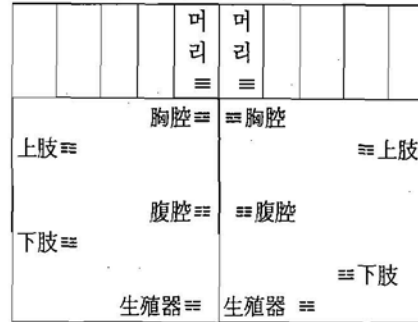 머 머
리 리
☰ ☰
胸腔 胸腔
上肢 上肢
腹腔 腹腔
下肢 下肢
生殖器 生殖器